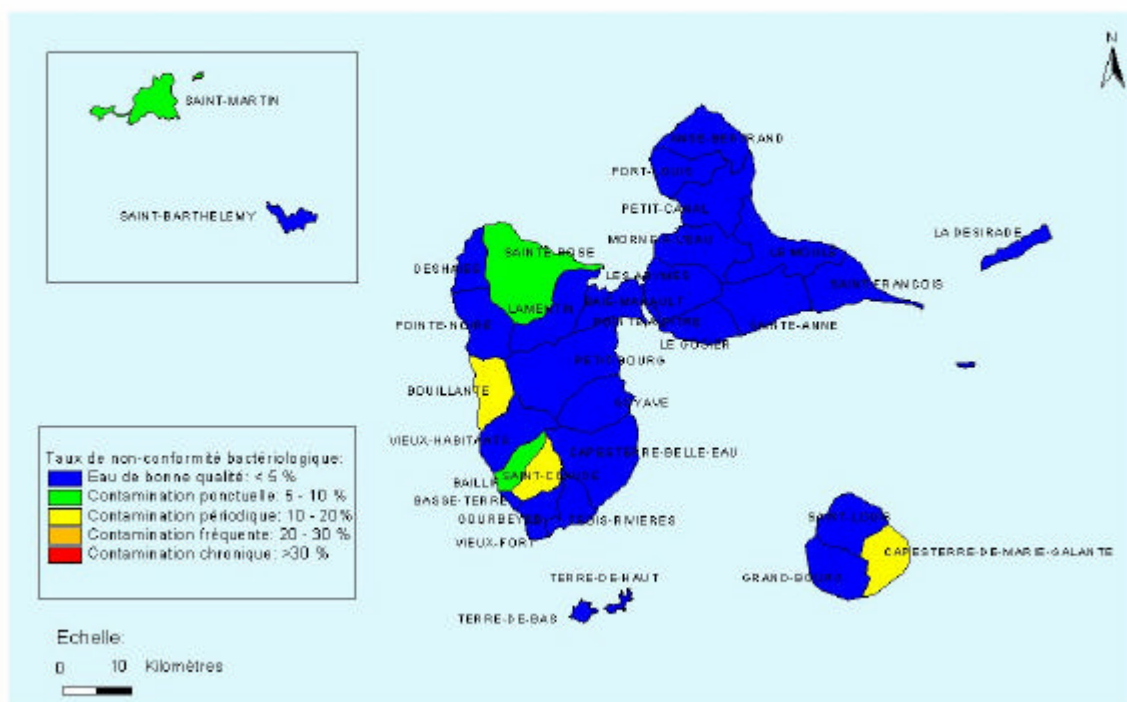 N
SAINT-MARTIN
SAINT-BARTHELEMY
ANSE-BERTRAND
PORT-LOUIS
PETIT-CANAL
MORNE-A-L'EAU
LE MOULE
LA DESIRADE
SAINT-FRANCOIS
SAINTE-ROSE
DESHAIES
LES ABYMES
LAMENTIN
BAIE-MAHAULT
POINTE-NOIRE
POINTE-A-PITRE
SAINTE-ANNE
LE GOSIER
PETIT-BOURG
BOUILLANTE
GOYAVE
VIEUX-HABITANTS
CAPESTERRE-BELLE-EAU
SAINT-CLAUDE
BAILLIF
BASSE-TERRE
GOURBEYRE
TROIS-RIVIERES
VIEUX-FORT
SAINT-LOUIS
CAPESTERRE-DE-MARIE-GALANTE
GRAND-BOURG
TERRE-DE-HAUT
TERRE-DE-BAS
Taux de non-conformité bactériologique:
Eau de bonne qualité: < 5 %
Contamination ponctuelle: 5 - 10 %
Contamination périodique: 10 - 20 %
Contamination fréquente: 20 - 30 %
Contamination chronique: >30 %
Echelle:
0 10 Kilomètres